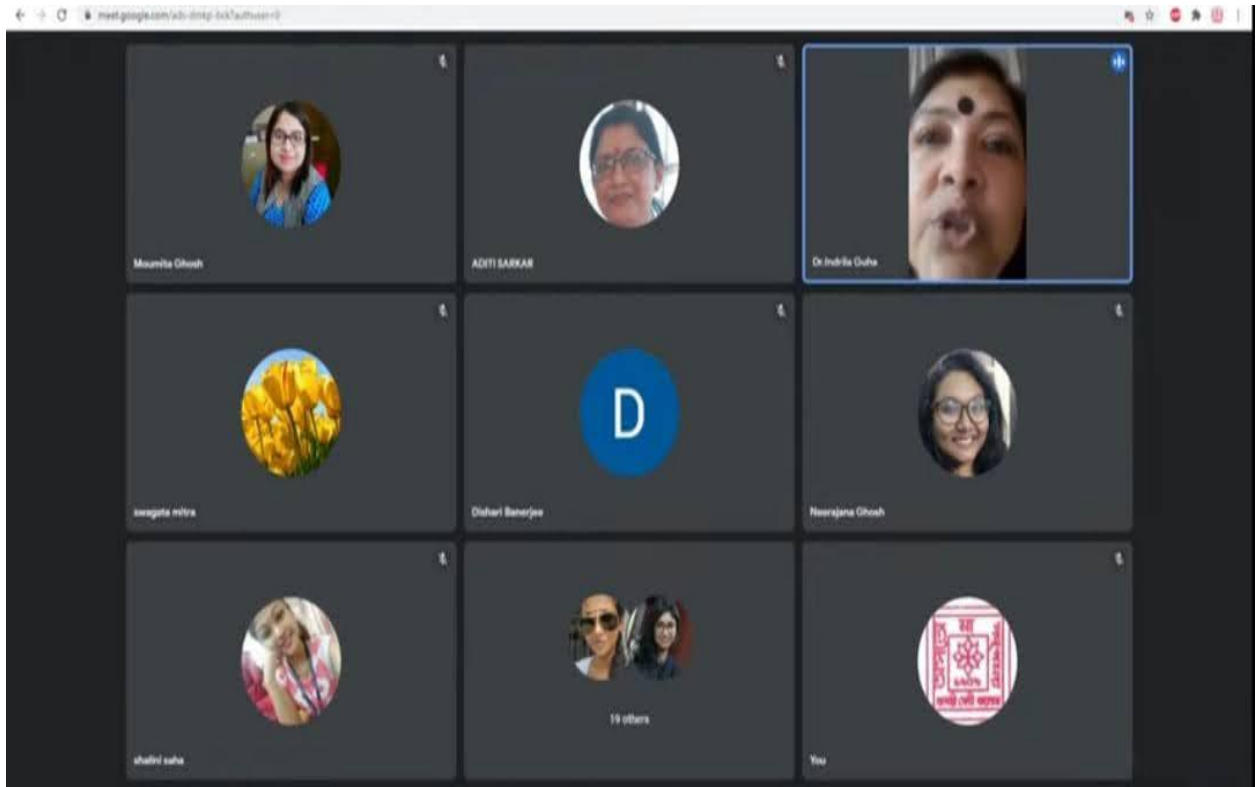 Moumita Ghosh
ADITI SARKAR
Dr.Indrila Guha
swagata mitra
D
Dishari Banerjee
Neerajana Ghosh
shalini saha
19 others
মা
You